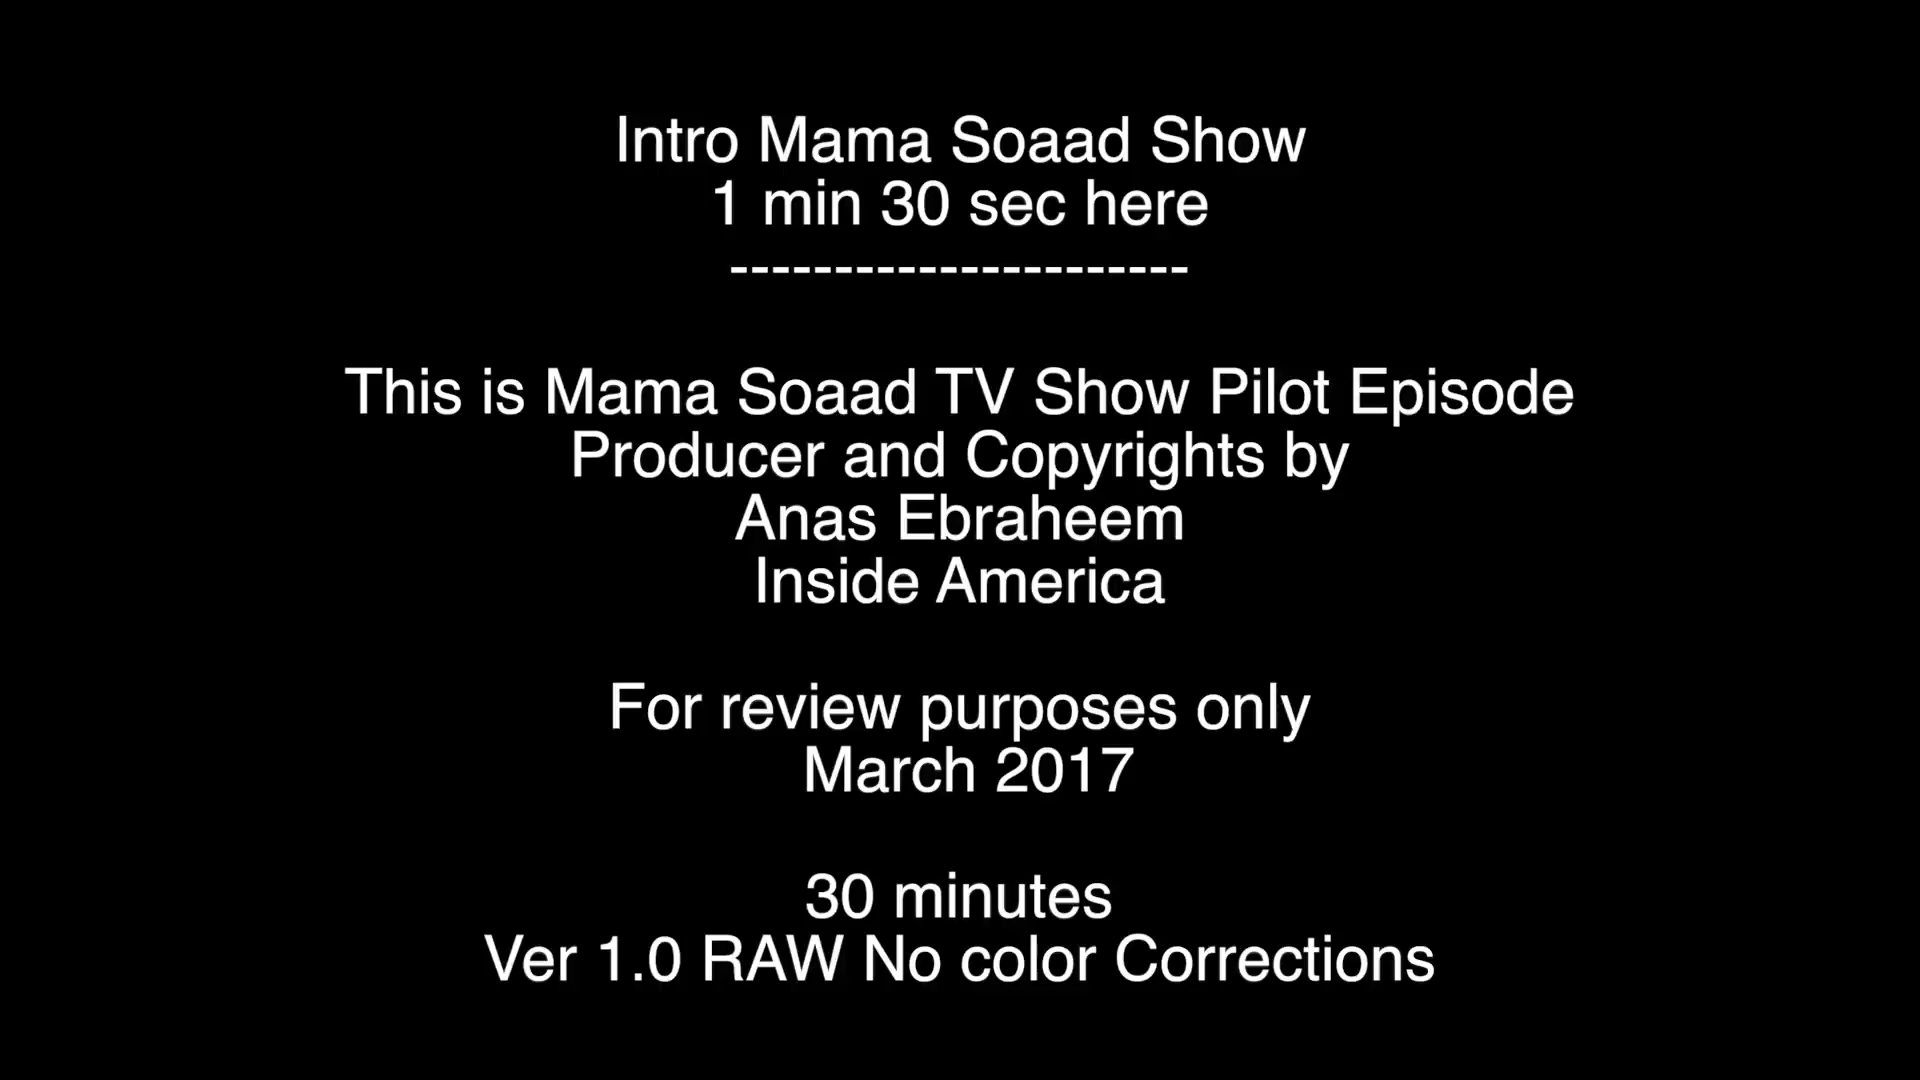 Intro Mama Soaad Show
1 min 30 sec here
----------------------
This is Mama Soaad TV Show Pilot Episode
Producer and Copyrights by
Anas Ebraheem
Inside America
For review purposes only
March 2017
30 minutes
Ver 1.0 RAW No color Corrections